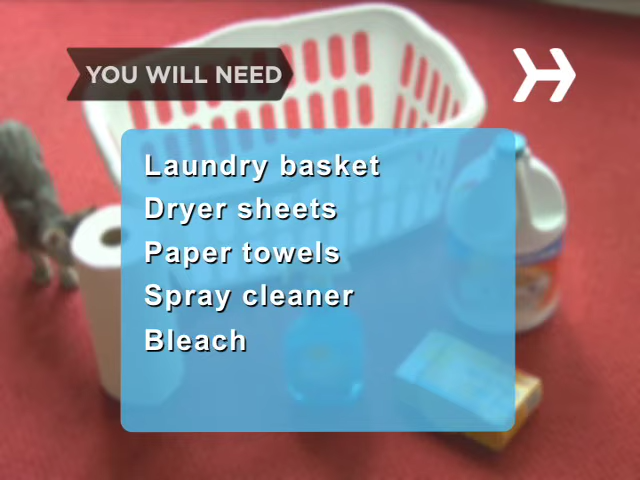 YOU WILL NEED
Laundry basket
Dryer sheets
Paper towels
Spray cleaner
Bleach